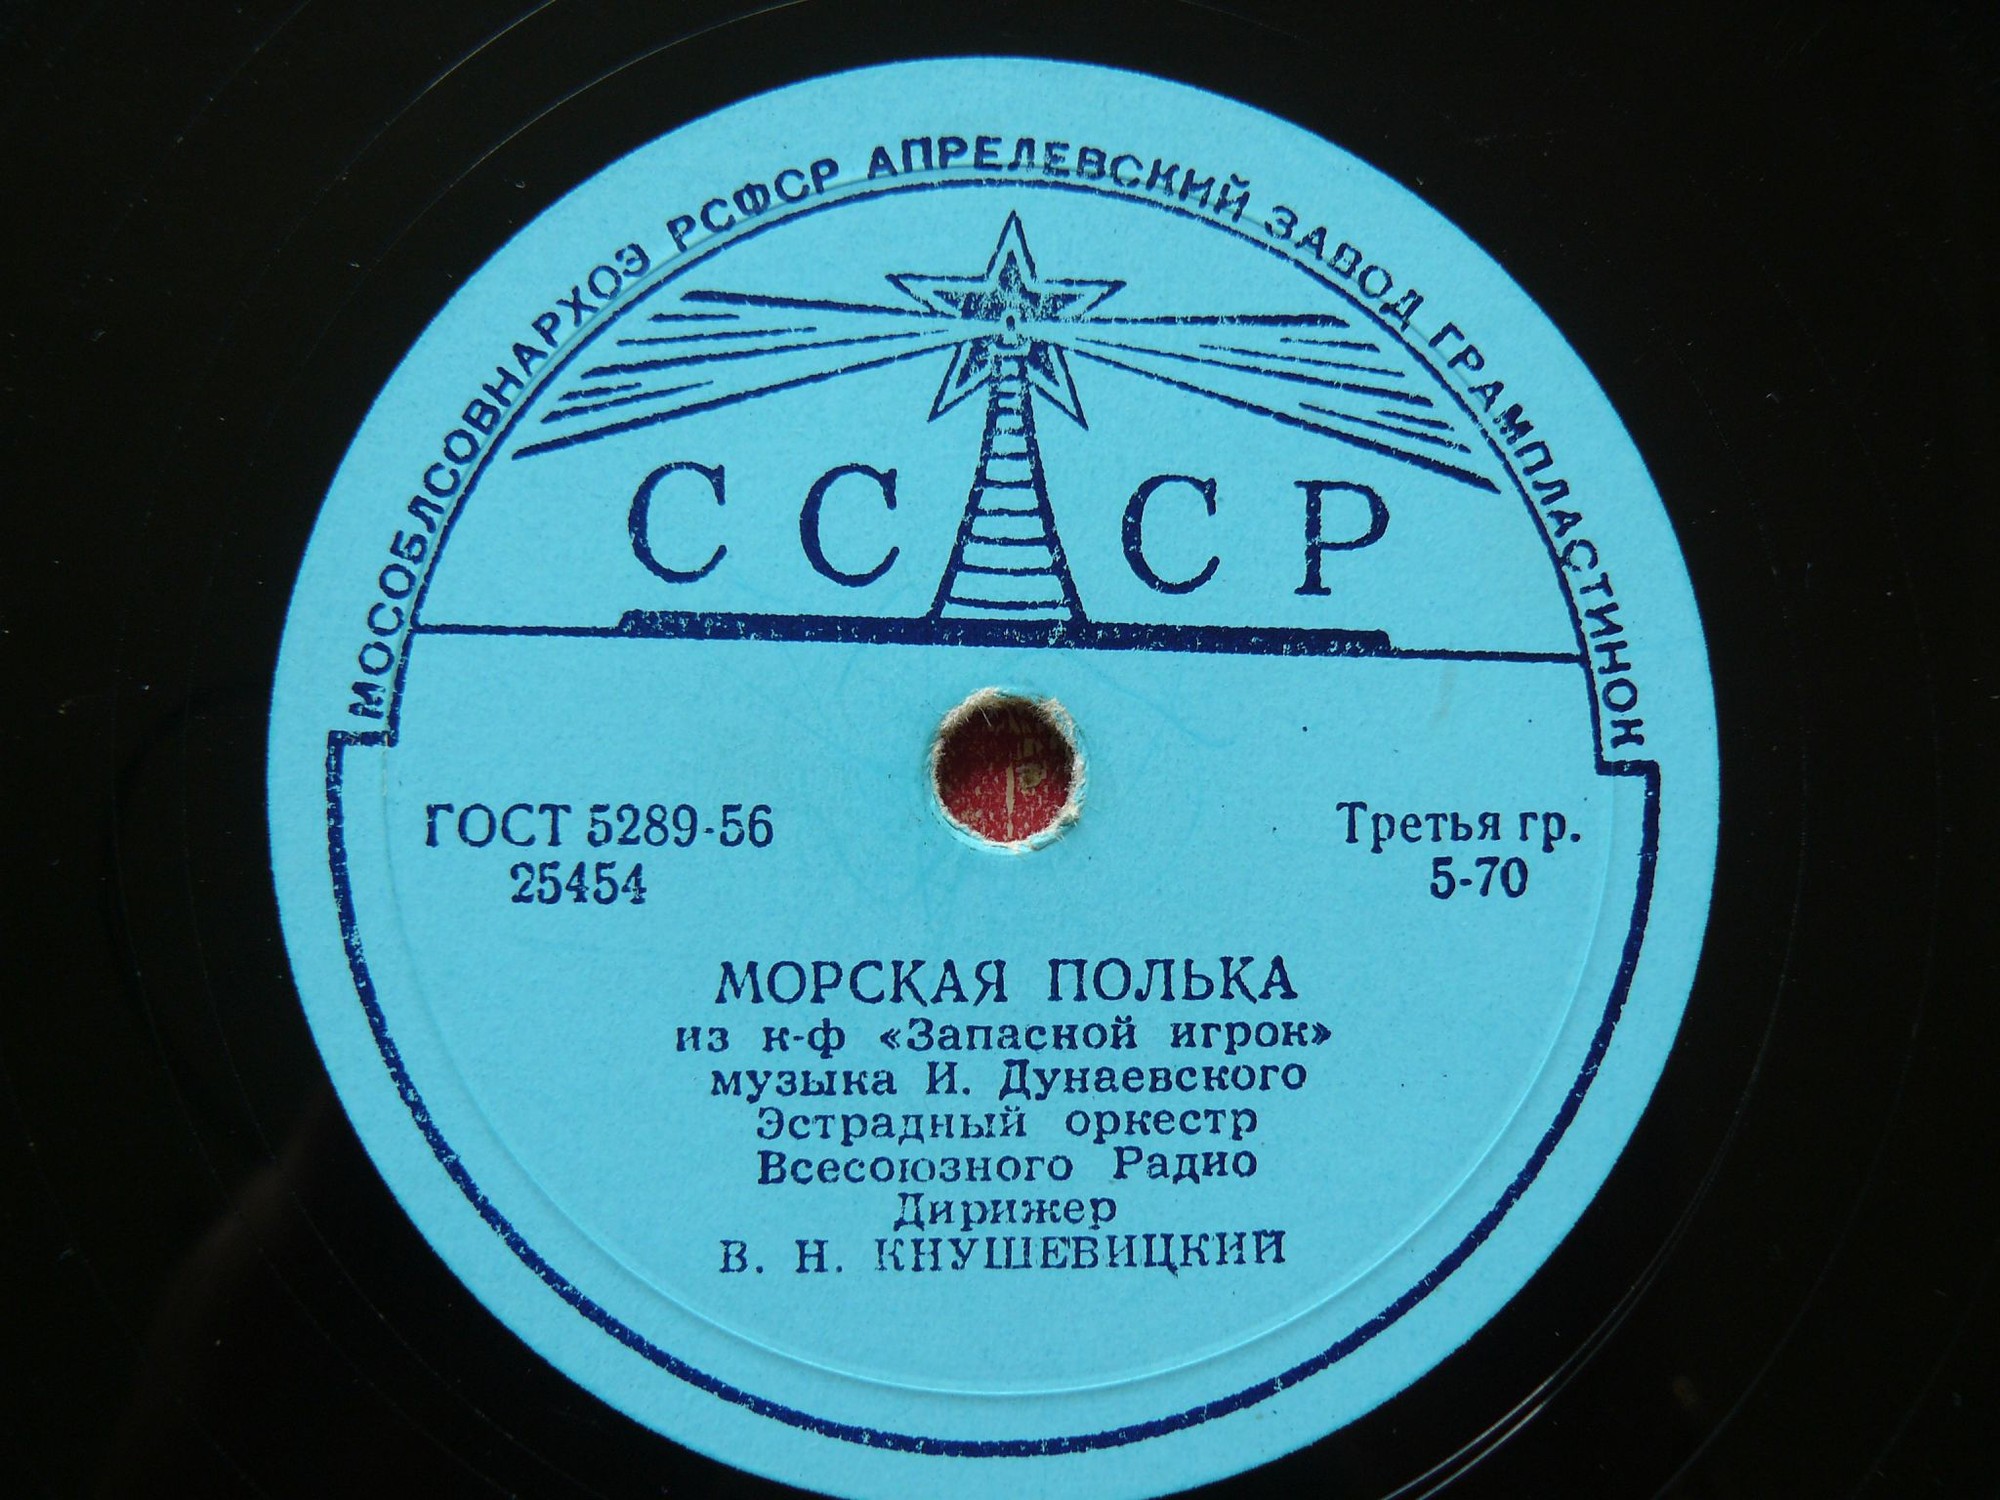 МОСОБЛСОВНАРХОЗ РСФСР АПРЕЛЕВСКИЙ ЗАВОД ГРАМПЛАСТИНОК
СССР
ГОСТ 5289-56
25454
Третья гр.
5-70
МОРСКАЯ ПОЛЬКА
из к-ф «Запасной игрок»
музыка И. Дунаевского
Эстрадный оркестр
Всесоюзного Радио
Дирижер
В. Н. КНУШЕВИЦКИЙ